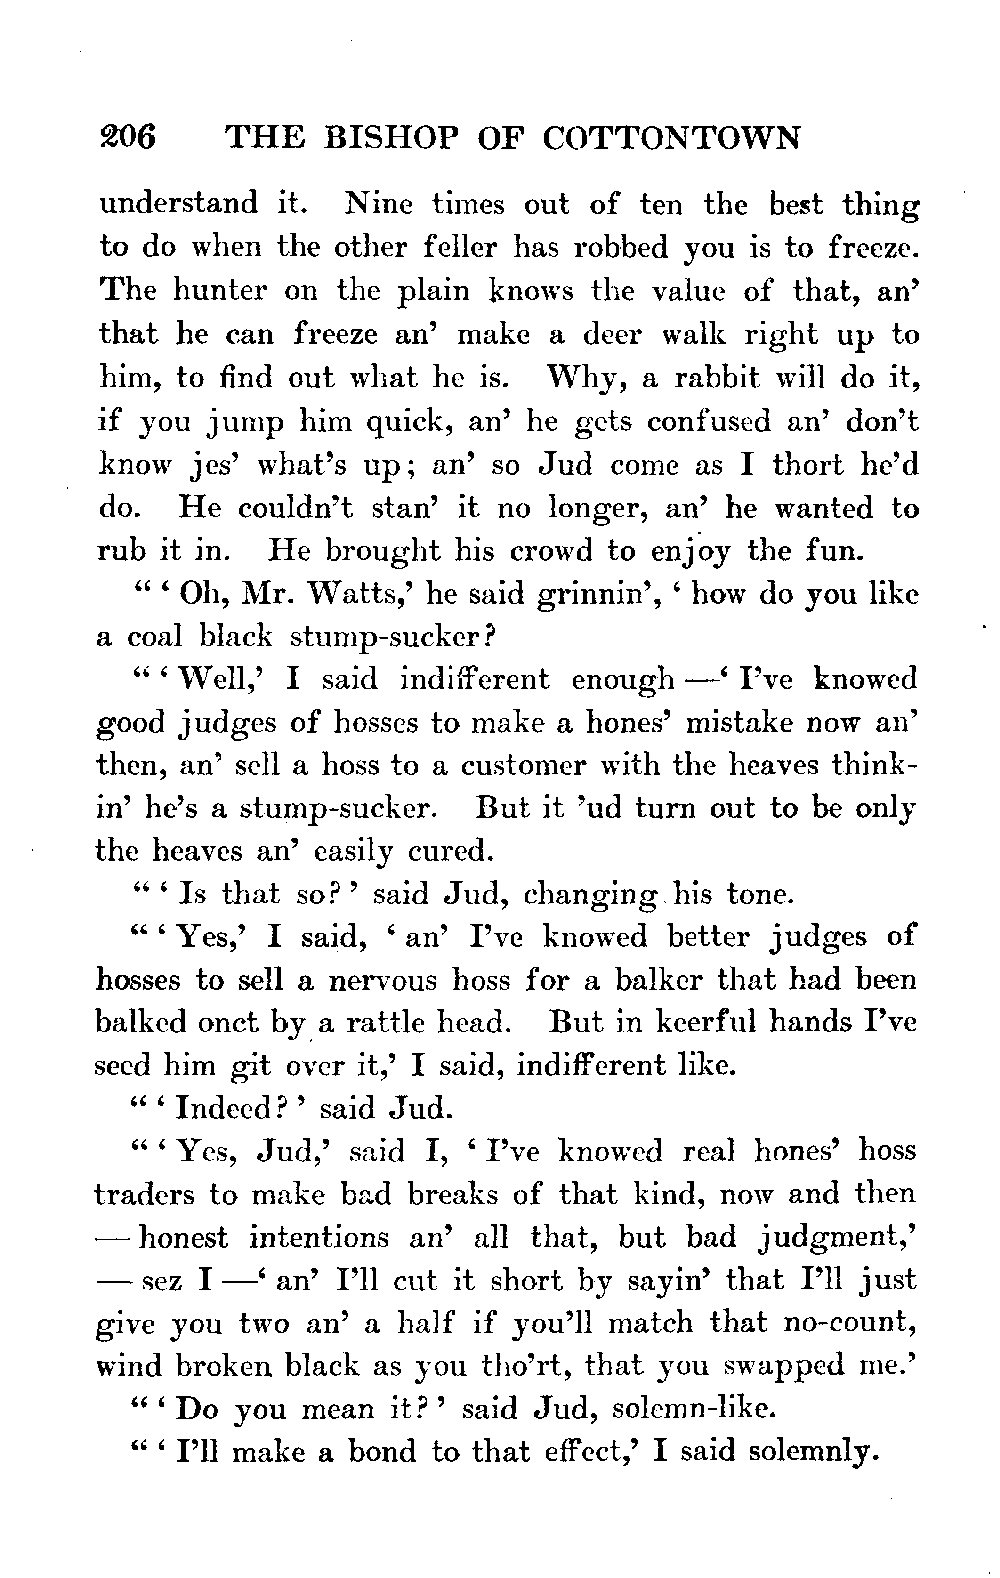 206 THE BISHOP OF COTTONTOWN
understand it. Nine times out of ten the best thing
to do when the other feller has robbed you is to freeze.
The hunter on the plain knows the value of that, an'
that he can freeze an' make a deer walk right up to
him, to find out what he is. Why, a rabbit will do it,
if you jump him quick, an' he gets confused an' don't
know jes' what's up; an' so Jud come as I thort he'd
do. He couldn't stan' it no longer, an' he wanted to
rub it in. He brought his crowd to enjoy the fun.
“ ‘ Oh, Mr. Watts,’ he said grinnin’, ‘ how do you like
a coal black stump-sucker?
“ ‘ Well,’ I said indifferent enough —‘ I’ve knowed
good judges of hosses to make a hones’ mistake now an’
then, an’ sell a hoss to a customer with the heaves think-
in’ he’s a stump-sucker. But it ’ud turn out to be only
the heaves an’ easily cured.
“ ‘ Is that so? ’ said Jud, changing his tone.
“ ‘ Yes,’ I said, ‘ an’ I’ve knowed better judges of
hosses to sell a nervous hoss for a balker that had been
balked onct by a rattle head. But in keerful hands I’ve
seed him git over it,’ I said, indifferent like.
“ ‘ Indeed? ’ said Jud.
“ ‘ Yes, Jud,’ said I, ‘ I’ve knowed real hones’ hoss
traders to make bad breaks of that kind, now and then
— honest intentions an’ all that, but bad judgment,’
— sez I —‘ an’ I’ll cut it short by sayin’ that I’ll just
give you two an’ a half if you’ll match that no-count,
wind broken black as you tho’rt, that you swapped me.’
“ ‘ Do you mean it? ’ said Jud, solemn-like.
“ ‘ I’ll make a bond to that effect,’ I said solemnly.